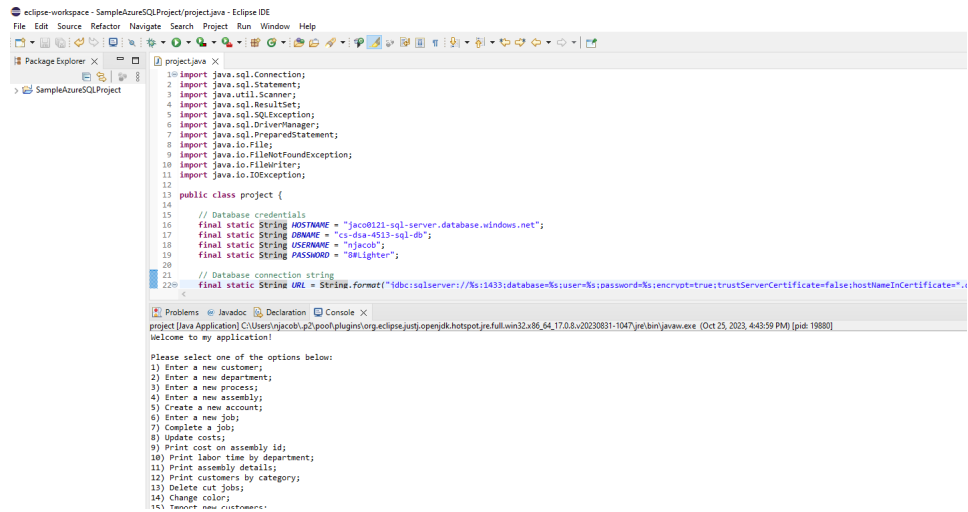 eclipse-workspace - SampleAzureSQLProject/project.java - Eclipse IDE
File Edit Source Refactor Navigate Search Project Run Window Help
Package Explorer
SampleAzureSQLProject
project.java
1 import java.sql.Connection;
2 import java.sql.Statement;
3 import java.util.Scanner;
4 import java.sql.ResultSet;
5 import java.sql.SQLException;
6 import java.sql.DriverManager;
7 import java.sql.PreparedStatement;
8 import java.io.File;
9 import java.io.FileNotFoundException;
10 import java.io.FileWriter;
11 import java.io.IOException;
12
13 public class project {
14
15 // Database credentials
16 final static String HOSTNAME = "jaco0121-sql-server.database.windows.net";
17 final static String DBNAME = "cs-dsa-4513-sql-db";
18 final static String USERNAME = "njacob";
19 final static String PASSWORD = "8#Lighter";
20
21 // Database connection string
22 final static String URL = String.format("jdbc:sqlserver://%s:1433;database=%s;user=%s;password=%s;encrypt=true;trustServerCertificate=false;hostNameInCertificate=*.
Problems Javadoc Declaration Console
project [Java Application] C:\Users\njacob\.p2\pool\plugins\org.eclipse.justj.openjdk.hotspot.jre.full.win32.x86_64_17.0.8.v20230831-1047\jre\bin\javaw.exe (Oct 25, 2023, 4:43:59 PM) [pid: 19880]
Welcome to my application!
Please select one of the options below:
1) Enter a new customer;
2) Enter a new department;
3) Enter a new process;
4) Enter a new assembly;
5) Create a new account;
6) Enter a new job;
7) Complete a job;
8) Update costs;
9) Print cost on assembly id;
10) Print labor time by department;
11) Print assembly details;
12) Print customers by category;
13) Delete cut jobs;
14) Change color;
15) Import new customers;